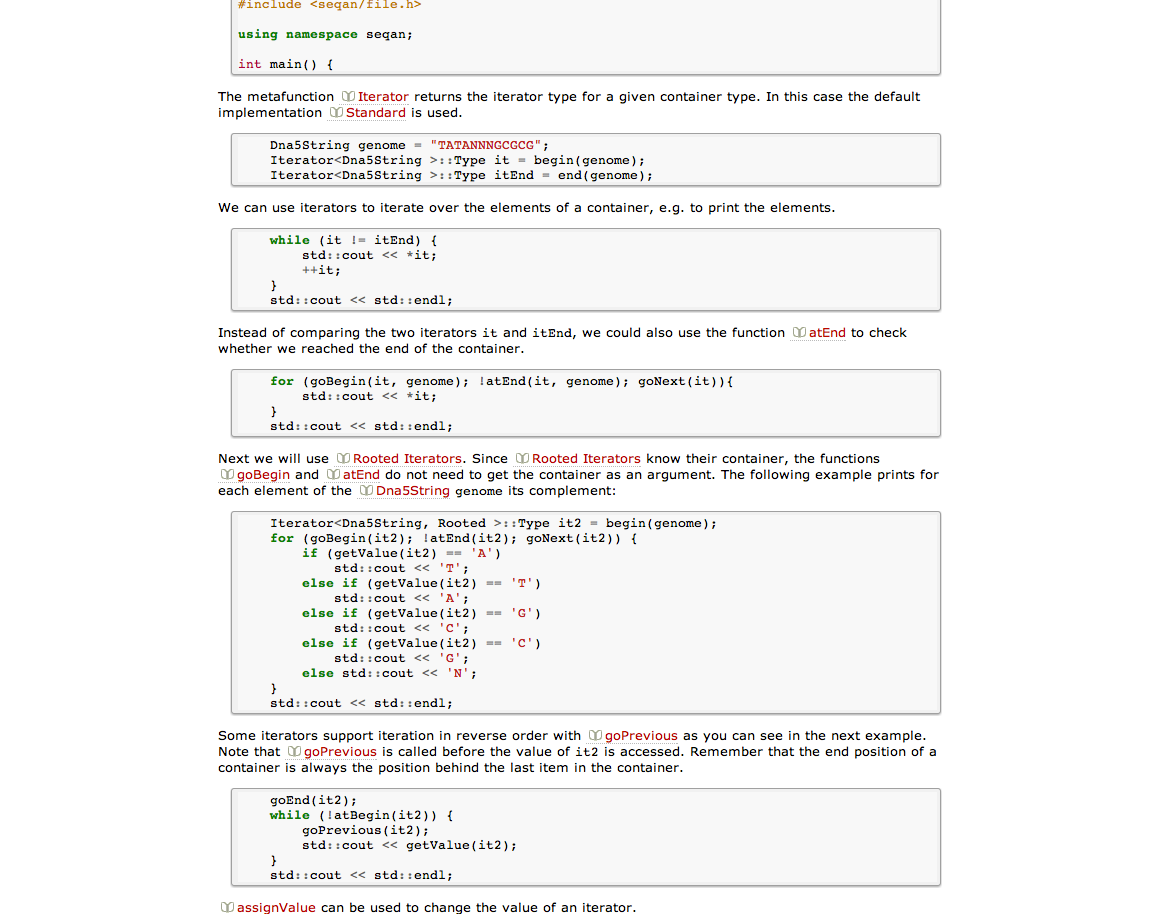 #include <seqan/file.h>
using namespace seqan;
int main() {
The metafunction Iterator returns the iterator type for a given container type. In this case the default
implementation Standard is used.
Dna5String genome = "TATANNNGCGCG";
Iterator<Dna5String >::Type it = begin(genome);
Iterator<Dna5String >::Type itEnd = end(genome);
We can use iterators to iterate over the elements of a container, e.g. to print the elements.
while (it != itEnd) {
std::cout << *it;
++it;
}
std::cout << std::endl;
Instead of comparing the two iterators it and itEnd, we could also use the function atEnd to check
whether we reached the end of the container.
for (goBegin(it, genome); !atEnd(it, genome); goNext(it)){
std::cout << *it;
}
std::cout << std::endl;
Next we will use Rooted Iterators. Since Rooted Iterators know their container, the functions
goBegin and atEnd do not need to get the container as an argument. The following example prints for
each element of the Dna5String genome its complement:
Iterator<Dna5String, Rooted >::Type it2 = begin(genome);
for (goBegin(it2); !atEnd(it2); goNext(it2)) {
if (getValue(it2) == 'A')
std::cout << 'T';
else if (getValue(it2) == 'T')
std::cout << 'A';
else if (getValue(it2) == 'G')
std::cout << 'C';
else if (getValue(it2) == 'C')
std::cout << 'G';
else std::cout << 'N';
}
std::cout << std::endl;
Some iterators support iteration in reverse order with goPrevious as you can see in the next example.
Note that goPrevious is called before the value of it2 is accessed. Remember that the end position of a
container is always the position behind the last item in the container.
goEnd(it2);
while (!atBegin(it2)) {
goPrevious(it2);
std::cout << getValue(it2);
}
std::cout << std::endl;
assignValue can be used to change the value of an iterator.